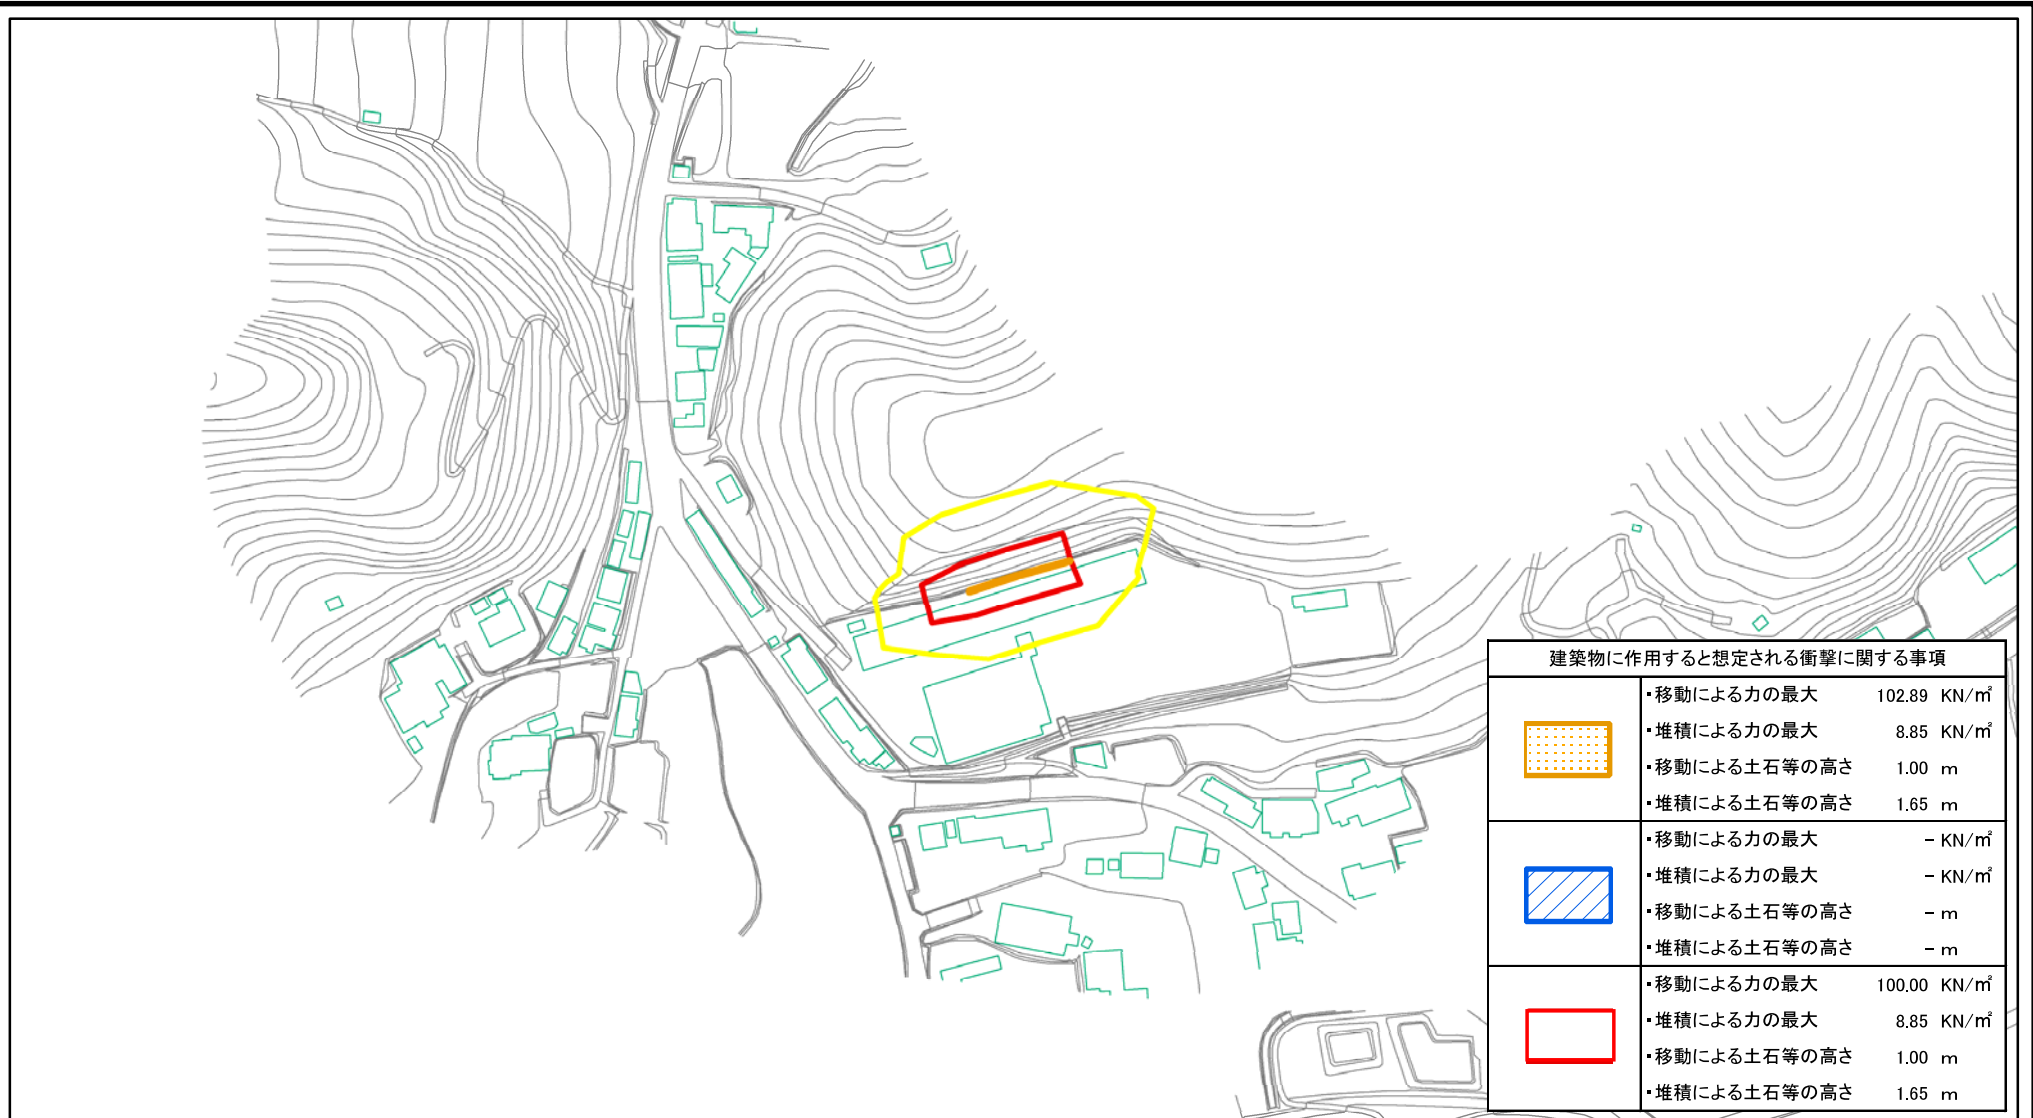 建築物に作用すると想定される衝撃に関する事項
・移動による力の最大 102.89 KN/㎡
・堆積による力の最大 8.85 KN/㎡
・移動による土石等の高さ 1.00 m
・堆積による土石等の高さ 1.65 m
・移動による力の最大 - KN/㎡
・堆積による力の最大 - KN/㎡
・移動による土石等の高さ - m
・堆積による土石等の高さ - m
・移動による力の最大 100.00 KN/㎡
・堆積による力の最大 8.85 KN/㎡
・移動による土石等の高さ 1.00 m
・堆積による土石等の高さ 1.65 m